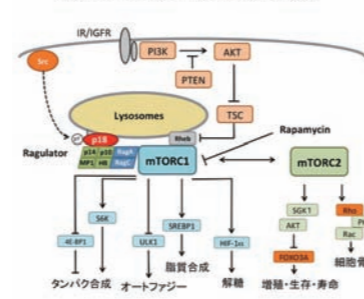 IR/IGFR
Src
PI3K
AKT
PTEN
Lysosomes
TSC
p18
Rheb
Rapamycin
Ragulator
p14
p10
RagA
MP1
HB
RagC
mTORC1
mTORC2
S6K
SREBP1
SGK1
Rho
AKT
Rac
4E-BP1
ULK1
HIF-1α
FOXO3A
細胞骨
脂質合成
タンパク合成
オートファジー
解糖
増殖・生存・寿命